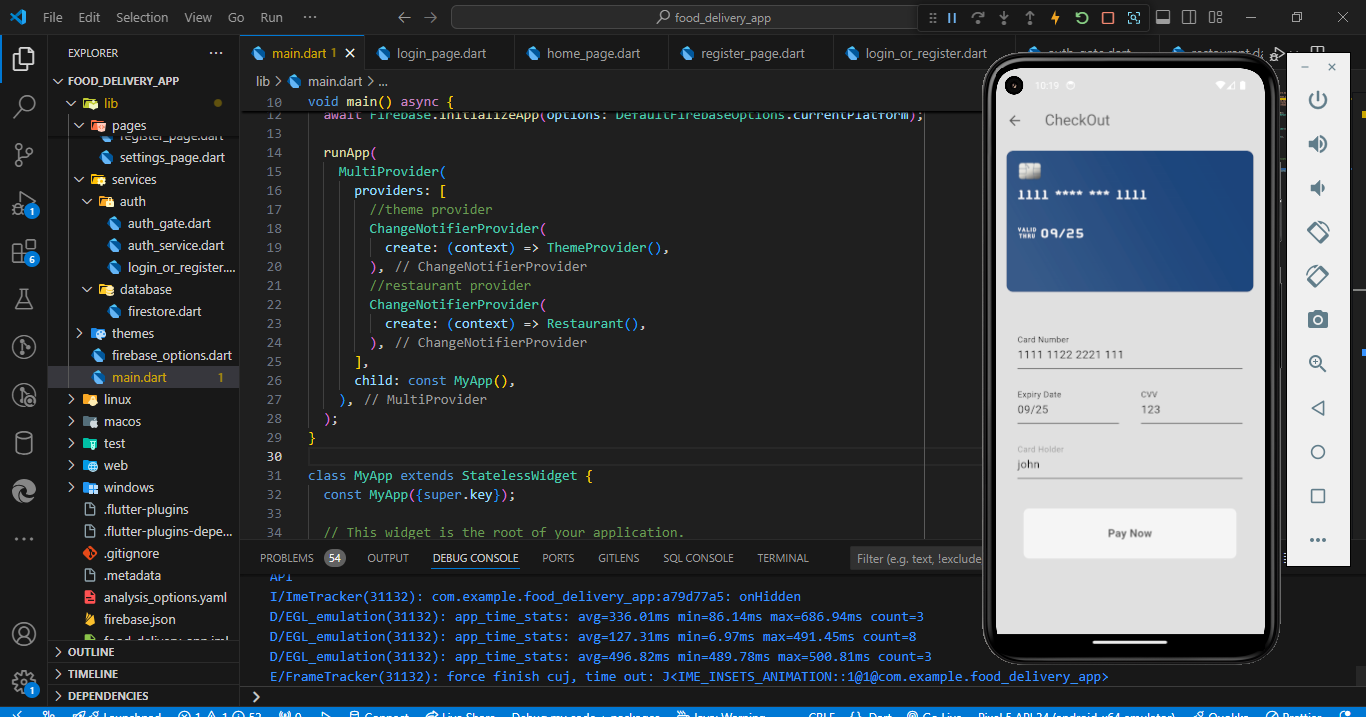 File Edit Selection View Go Run ··· food_delivery_app
EXPLORER ···
FOOD_DELIVERY_APP
lib
pages
register_page.dart
settings_page.dart
services
auth
auth_gate.dart
auth_service.dart
login_or_register....
database
firestore.dart
themes
firebase_options.dart
main.dart 1
linux
macos
test
web
windows
.flutter-plugins
.flutter-plugins-depe...
.gitignore
.metadata
analysis_options.yaml
firebase.json
food_delivery_app.iml
OUTLINE
TIMELINE
DEPENDENCIES
1
6
1
main.dart 1 login_page.dart home_page.dart register_page.dart login_or_register.dart auth_gate.dart
lib > main.dart > ...
10 void main() async {
12 await Firebase.initializeApp(options: DefaultFirebaseOptions.currentPlatform);
13
14 runApp(
15 MultiProvider(
16 providers: [
17 //theme provider
18 ChangeNotifierProvider(
19 create: (context) => ThemeProvider(),
20 ), // ChangeNotifierProvider
21 //restaurant provider
22 ChangeNotifierProvider(
23 create: (context) => Restaurant(),
24 ), // ChangeNotifierProvider
25 ],
26 child: const MyApp(),
27 ), // MultiProvider
28 );
29 }
30
31 class MyApp extends StatelessWidget {
32 const MyApp({super.key});
33
34 // This widget is the root of your application.
PROBLEMS 54 OUTPUT DEBUG CONSOLE PORTS GITLENS SQL CONSOLE TERMINAL Filter (e.g. text, !exclude
API
I/ImeTracker(31132): com.example.food_delivery_app:a79d77a5: onHidden
D/EGL_emulation(31132): app_time_stats: avg=336.01ms min=86.14ms max=686.94ms count=3
D/EGL_emulation(31132): app_time_stats: avg=127.31ms min=6.97ms max=491.45ms count=8
D/EGL_emulation(31132): app_time_stats: avg=496.82ms min=489.78ms max=500.81ms count=3
E/FrameTracker(31132): force finish cuj, time out: J<IME_INSETS_ANIMATION::1@1@com.example.food_delivery_app>
10:19
CheckOut
1111 **** *** 1111
VALID
THRU 09/25
Card Number
1111 1122 2221 111
Expiry Date CVV
09/25 123
Card Holder
john
Pay Now